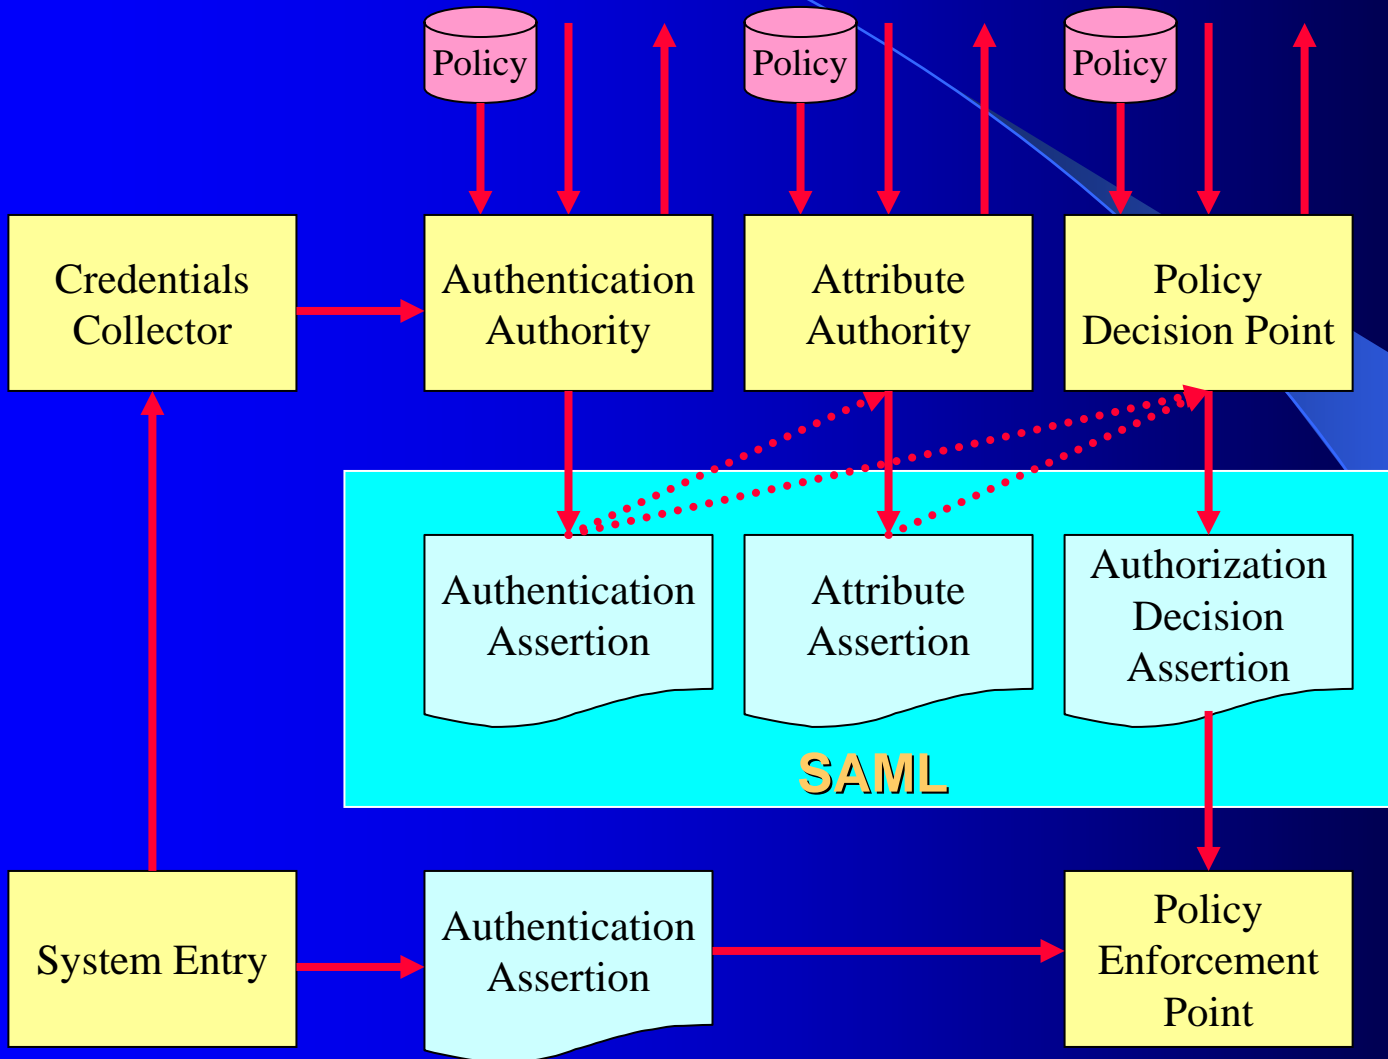 Policy
Policy
Policy
Credentials
Collector
Authentication
Authority
Attribute
Authority
Policy
Decision Point
Authentication
Assertion
Attribute
Assertion
Authorization
Decision
Assertion
SAML
System Entry
Authentication
Assertion
Policy
Enforcement
Point